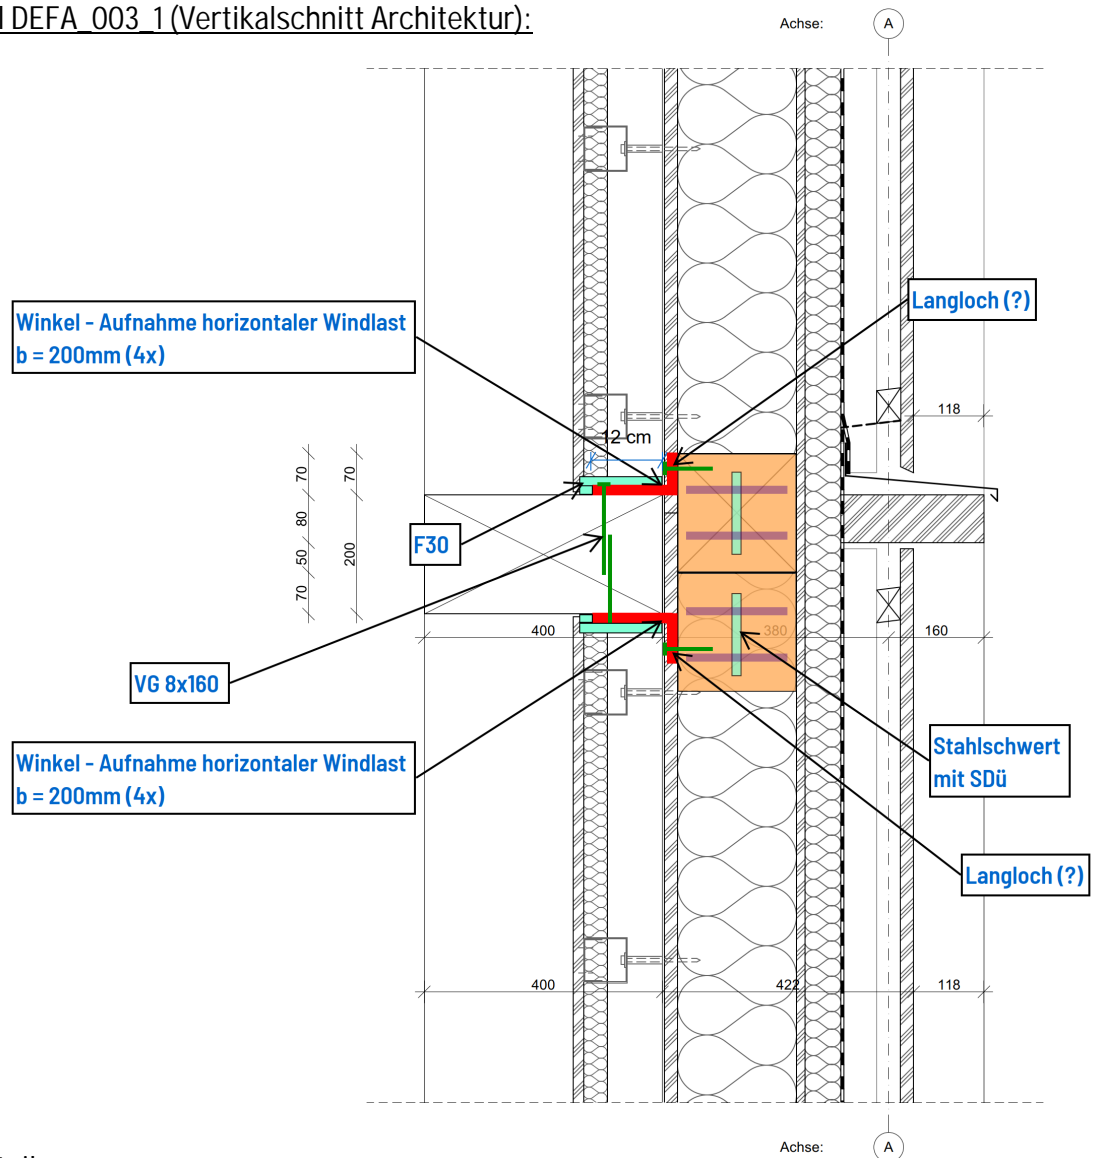 DEFA_003_1 (Vertikalschnitt Architektur):
Achse:
A
Winkel - Aufnahme horizontaler Windlast
b = 200mm (4x)
Langloch (?)
118
12 cm
70
70
80
50
200
70
F30
400
380
160
VG 8x160
Winkel - Aufnahme horizontaler Windlast
b = 200mm (4x)
Stahlschwert
mit SDü
Langloch (?)
400
422
118
Achse:
A